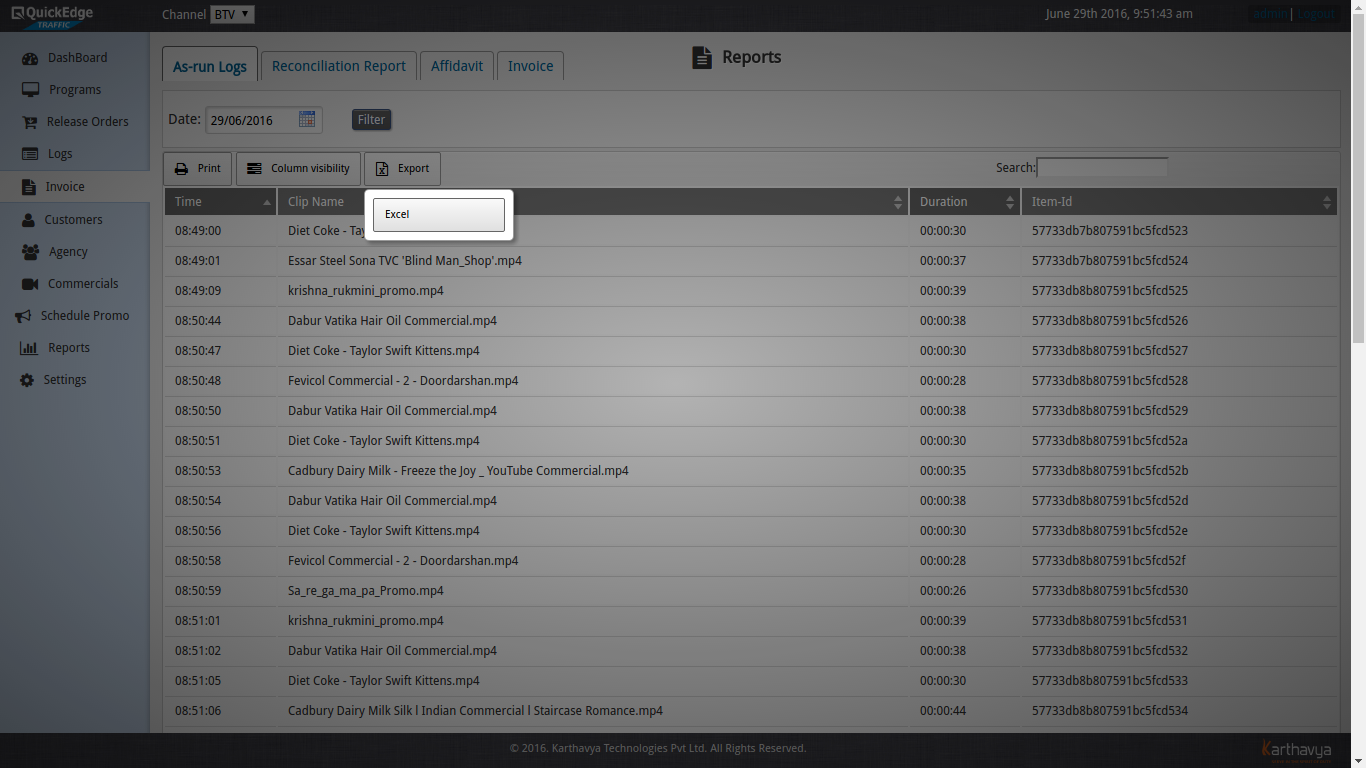 QuickEdge
TRAFFIC
Channel BTV
June 29th 2016, 9:51:43 am
admin | Logout
DashBoard
Programs
Release Orders
Logs
Invoice
Customers
Agency
Commercials
Schedule Promo
Reports
Settings
As-run Logs
Reconciliation Report
Affidavit
Invoice
Reports
Date: 29/06/2016 Filter
Print
Column visibility
Export
Search:
Excel
Time Clip Name Duration Item-Id
08:49:00 Diet Coke - 00:00:30 57733db7b807591bc5fcd523
08:49:01 Essar Steel Sona TVC 'Blind Man_Shop'.mp4 00:00:37 57733db7b807591bc5fcd524
08:49:09 krishna_rukmini_promo.mp4 00:00:39 57733db8b807591bc5fcd525
08:50:44 Dabur Vatika Hair Oil Commercial.mp4 00:00:38 57733db8b807591bc5fcd526
08:50:47 Diet Coke - Taylor Swift Kittens.mp4 00:00:30 57733db8b807591bc5fcd527
08:50:48 Fevicol Commercial - 2 - Doordarshan.mp4 00:00:28 57733db8b807591bc5fcd528
08:50:50 Dabur Vatika Hair Oil Commercial.mp4 00:00:38 57733db8b807591bc5fcd529
08:50:51 Diet Coke - Taylor Swift Kittens.mp4 00:00:30 57733db8b807591bc5fcd52a
08:50:53 Cadbury Dairy Milk - Freeze the Joy _ YouTube Commercial.mp4 00:00:35 57733db8b807591bc5fcd52b
08:50:54 Dabur Vatika Hair Oil Commercial.mp4 00:00:38 57733db8b807591bc5fcd52d
08:50:56 Diet Coke - Taylor Swift Kittens.mp4 00:00:30 57733db8b807591bc5fcd52e
08:50:58 Fevicol Commercial - 2 - Doordarshan.mp4 00:00:28 57733db8b807591bc5fcd52f
08:50:59 Sa_re_ga_ma_pa_Promo.mp4 00:00:26 57733db8b807591bc5fcd530
08:51:01 krishna_rukmini_promo.mp4 00:00:39 57733db8b807591bc5fcd531
08:51:02 Dabur Vatika Hair Oil Commercial.mp4 00:00:38 57733db8b807591bc5fcd532
08:51:05 Diet Coke - Taylor Swift Kittens.mp4 00:00:30 57733db8b807591bc5fcd533
08:51:06 Cadbury Dairy Milk Silk l Indian Commercial l Staircase Romance.mp4 00:00:44 57733db8b807591bc5fcd534
© 2016. Karthavya Technologies Pvt Ltd. All Rights Reserved.
Karthavya